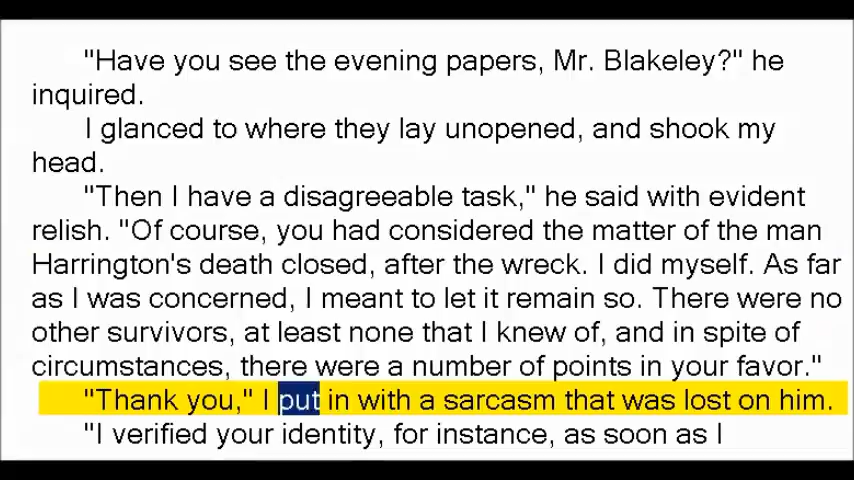 "Have you see the evening papers, Mr. Blakeley?" he
inquired.
I glanced to where they lay unopened, and shook my
head.
"Then I have a disagreeable task," he said with evident
relish. "Of course, you had considered the matter of the man
Harrington's death closed, after the wreck. I did myself. As far
as I was concerned, I meant to let it remain so. There were no
other survivors, at least none that I knew of, and in spite of
circumstances, there were a number of points in your favor."
"Thank you," I put in with a sarcasm that was lost on him.
"I verified your identity, for instance, as soon as I